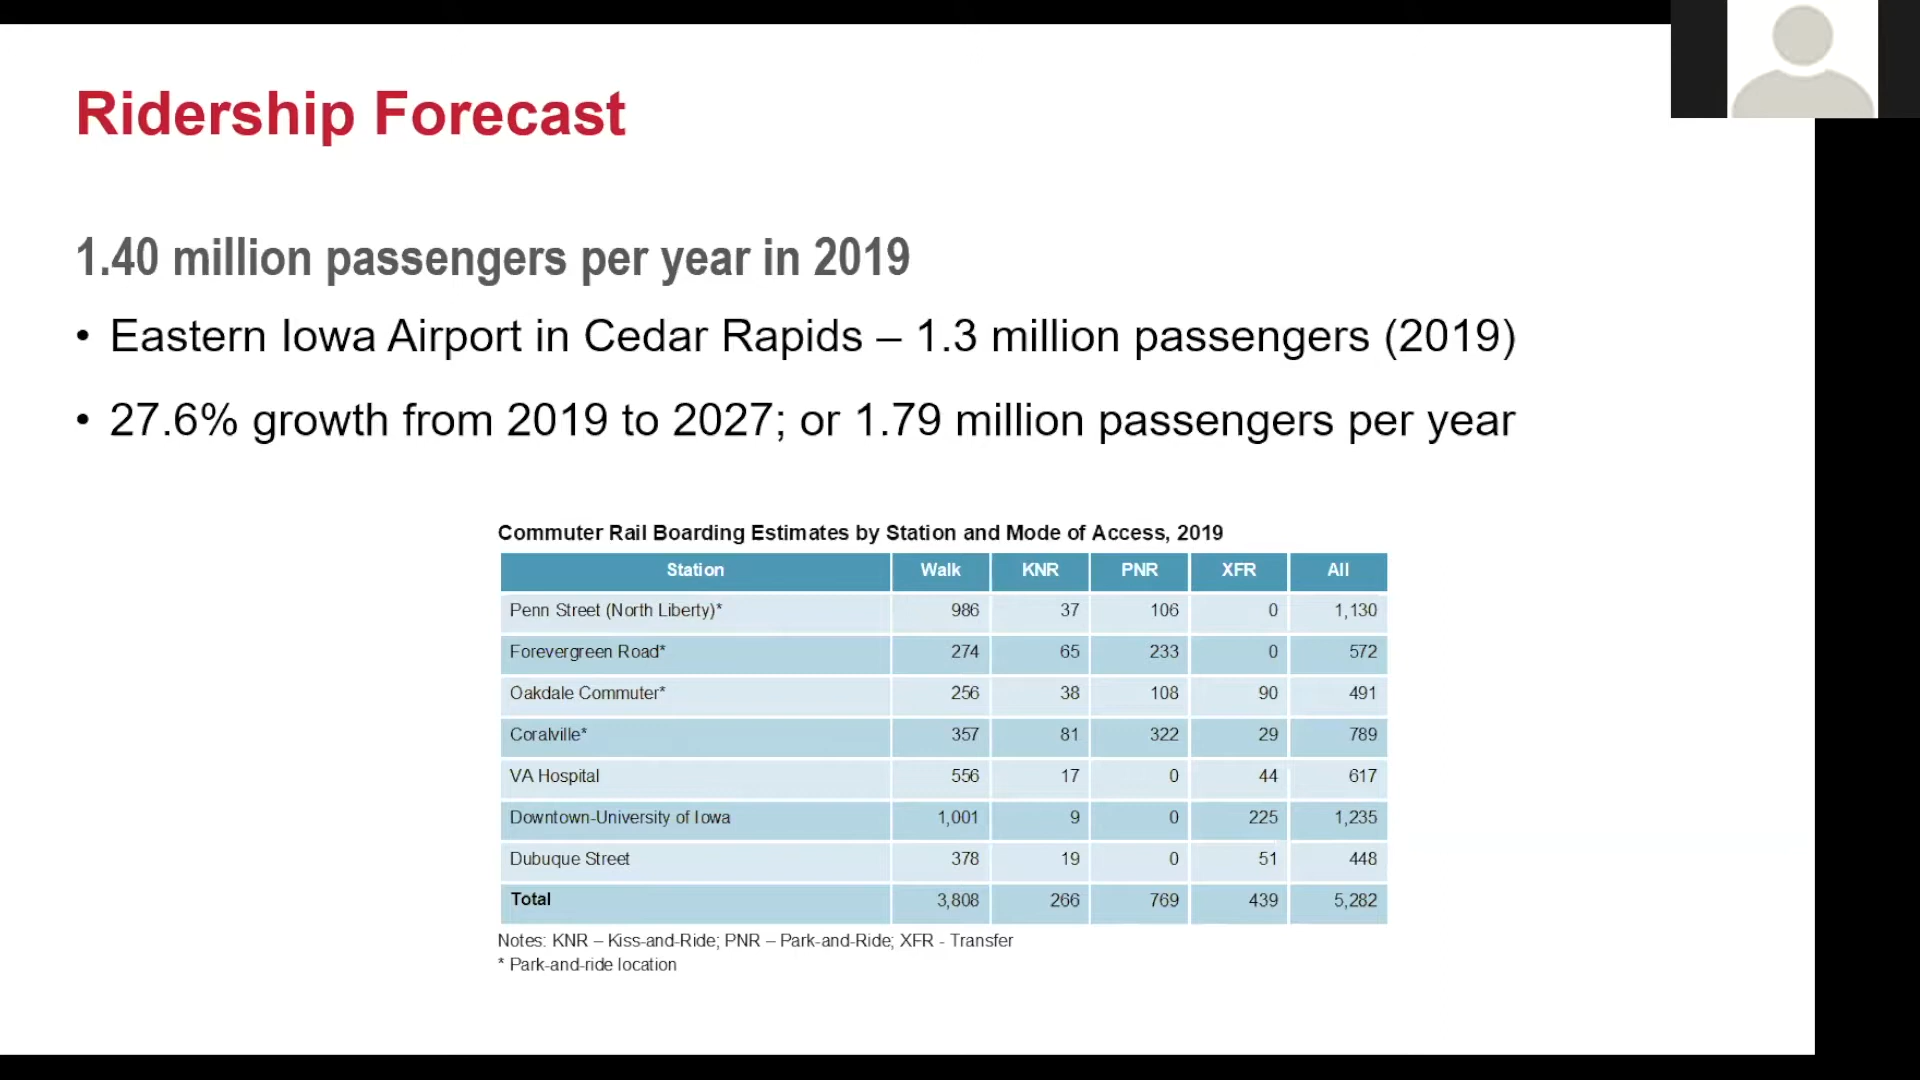 Ridership Forecast
1.40 million passengers per year in 2019
• Eastern Iowa Airport in Cedar Rapids – 1.3 million passengers (2019)
• 27.6% growth from 2019 to 2027; or 1.79 million passengers per year
Commuter Rail Boarding Estimates by Station and Mode of Access, 2019
Station Walk KNR PNR XFR All
Penn Street (North Liberty)* 986 37 106 0 1,130
Forevergreen Road* 274 65 233 0 572
Oakdale Commuter* 256 38 108 90 491
Coralville* 357 81 322 29 789
VA Hospital 556 17 0 44 617
Downtown-University of Iowa 1,001 9 0 225 1,235
Dubuque Street 378 19 0 51 448
Total 3,808 266 769 439 5,282
Notes: KNR – Kiss-and-Ride; PNR – Park-and-Ride; XFR - Transfer
* Park-and-ride location